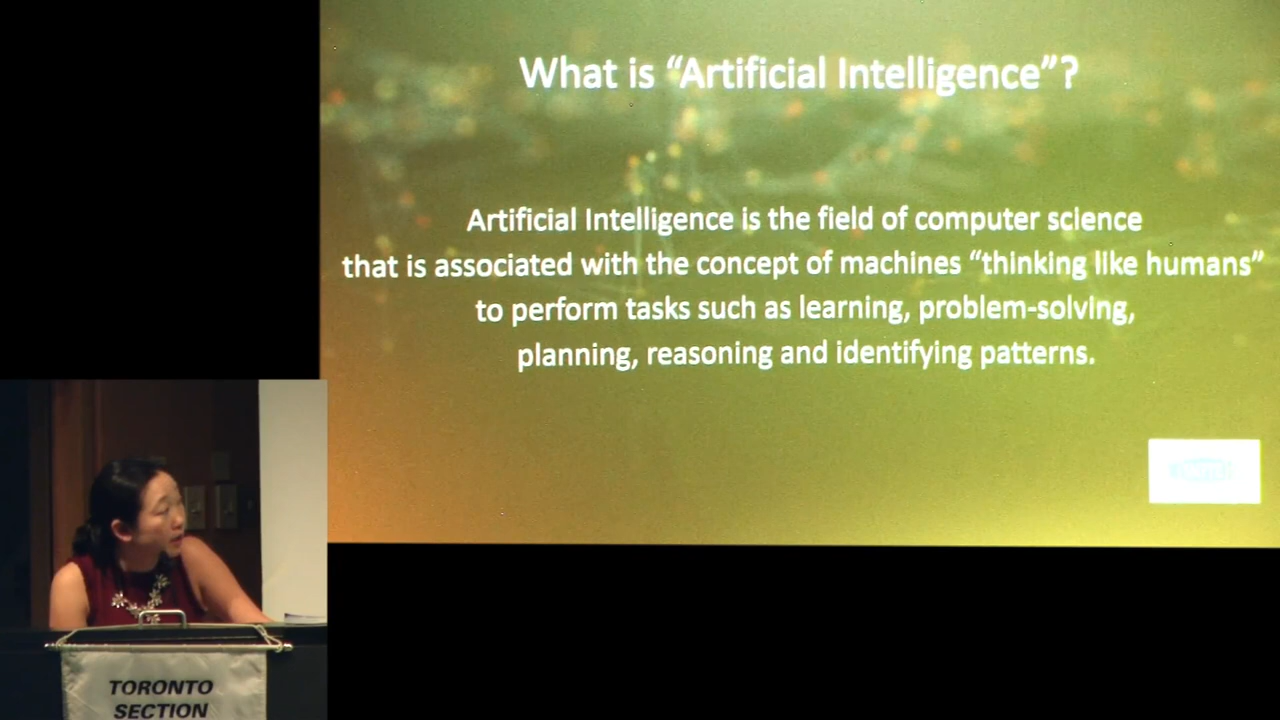 What is “Artificial Intelligence”?
Artificial Intelligence is the field of computer science
that is associated with the concept of machines “thinking like humans”
to perform tasks such as learning, problem-solving,
planning, reasoning and identifying patterns.
TORONTO
SECTION